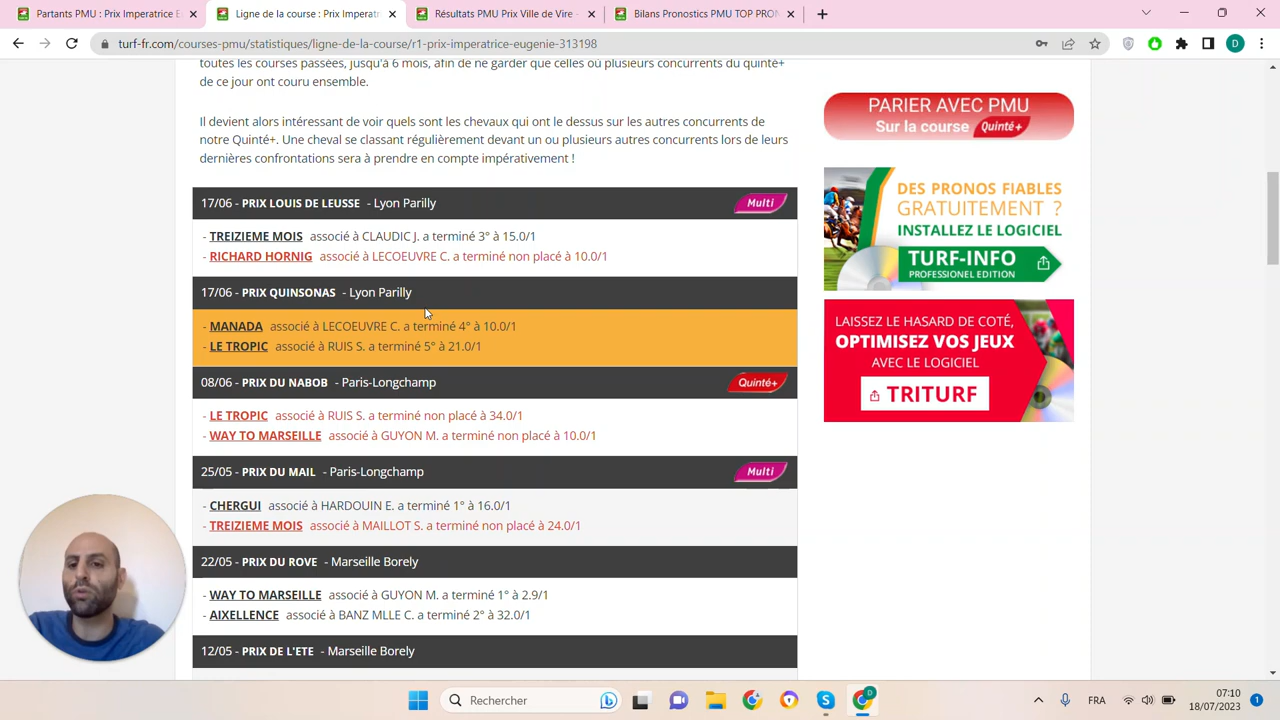 Partants PMU : Prix Imperatrice E
Ligne de la course : Prix Imperatr
Résultats PMU Prix Ville de Vire -
Bilans Pronostics PMU TOP PRON
turf-fr.com/courses-pmu/statistiques/ligne-de-la-course/r1-prix-imperatrice-eugenie-313198
D
toutes les courses passées, jusqu'à 6 mois, afin de ne garder que celles où plusieurs concurrents du quinté+
de ce jour ont couru ensemble.
Il devient alors intéressant de voir quels sont les chevaux qui ont le dessus sur les autres concurrents de
notre Quinté+. Une cheval se classant régulièrement devant un ou plusieurs autres concurrents lors de leurs
dernières confrontations sera à prendre en compte impérativement !
17/06 - PRIX LOUIS DE LEUSSE - Lyon Parilly Multi
- TREIZIEME MOIS associé à CLAUDIC J. a terminé 3° à 15.0/1
- RICHARD HORNIG associé à LECOEUVRE C. a terminé non placé à 10.0/1
17/06 - PRIX QUINSONAS - Lyon Parilly
- MANADA associé à LECOEUVRE C. a terminé 4° à 10.0/1
- LE TROPIC associé à RUIS S. a terminé 5° à 21.0/1
08/06 - PRIX DU NABOB - Paris-Longchamp Quinté+
- LE TROPIC associé à RUIS S. a terminé non placé à 34.0/1
- WAY TO MARSEILLE associé à GUYON M. a terminé non placé à 10.0/1
25/05 - PRIX DU MAIL - Paris-Longchamp Multi
- CHERGUI associé à HARDOUIN E. a terminé 1° à 16.0/1
- TREIZIEME MOIS associé à MAILLOT S. a terminé non placé à 24.0/1
22/05 - PRIX DU ROVE - Marseille Borely
- WAY TO MARSEILLE associé à GUYON M. a terminé 1° à 2.9/1
- AIXELLENCE associé à BANZ MLLE C. a terminé 2° à 32.0/1
12/05 - PRIX DE L'ETE - Marseille Borely
PARIER AVEC PMU
Sur la course Quinté+
DES PRONOS FIABLES
GRATUITEMENT ?
INSTALLEZ LE LOGICIEL
TURF-INFO
PROFESSIONEL EDITION
LAISSEZ LE HASARD DE COTÉ,
OPTIMISEZ VOS JEUX
AVEC LE LOGICIEL
TRITURF
Rechercher
D
FRA
07:10
18/07/2023
1